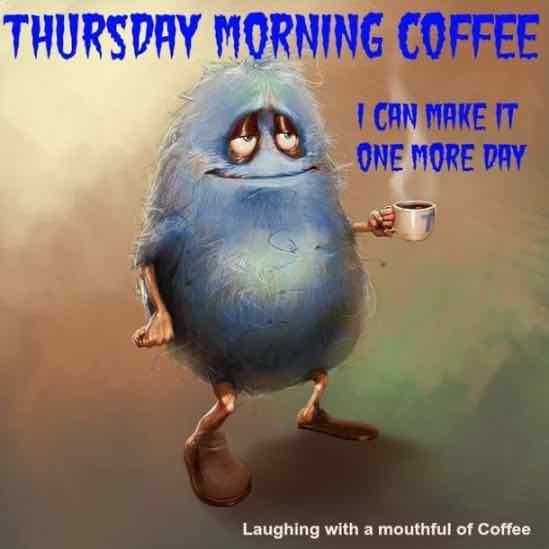 THURSDAY MORNING COFFEE
I CAN MAKE IT
ONE MORE DAY
T
Laughing with a mouthful of Coffee